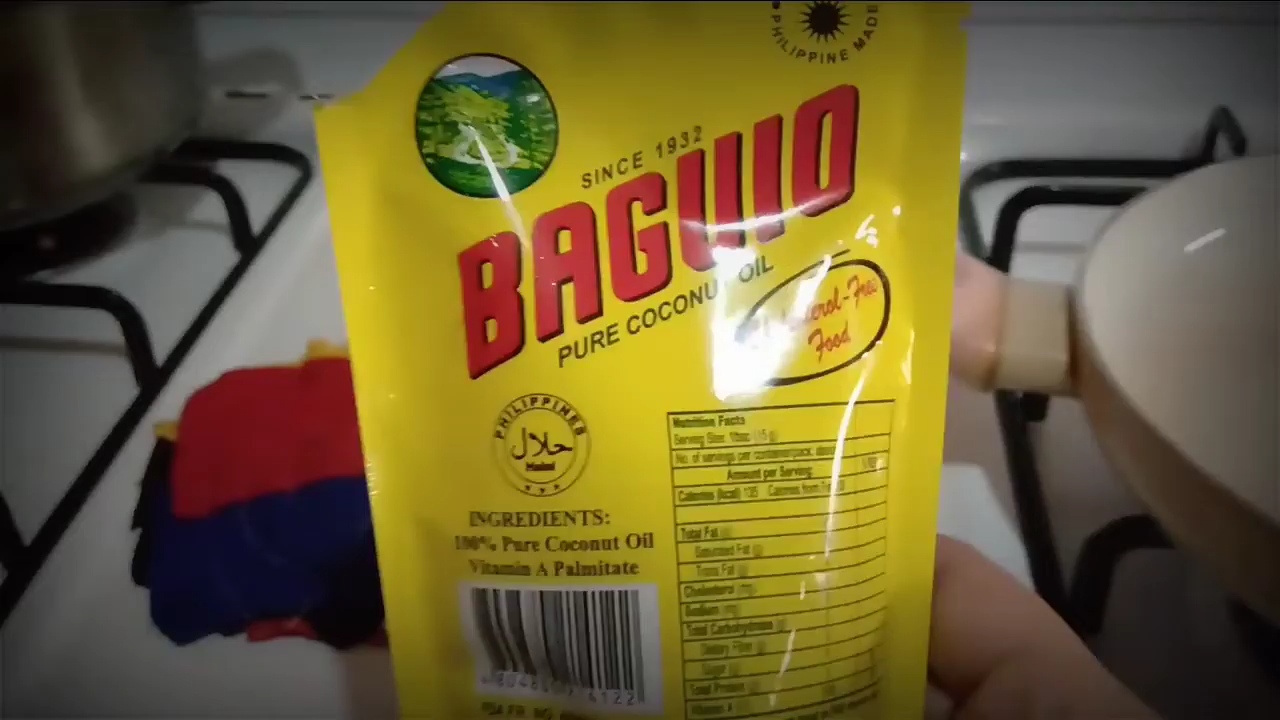 PHILIPPINE MADE
SINCE 1932
BAGUIO
PURE COCONUT OIL
Cholesterol-Free
Food
PHILIPPINES
حلال
Halal
INGREDIENTS:
100% Pure Coconut Oil
Vitamin A Palmitate
Nutrition Facts
Serving Size: 1tbsp (15g)
No. of servings per container/pack
Amount per Serving
Calories (kcal) 135 Calories from
Total Fat (g)
Saturated Fat (g)
Trans Fat (g)
Cholesterol
Sodium
Total Carbohydrates
Dietary Fiber
Sugar
Total Protein
Vitamin A